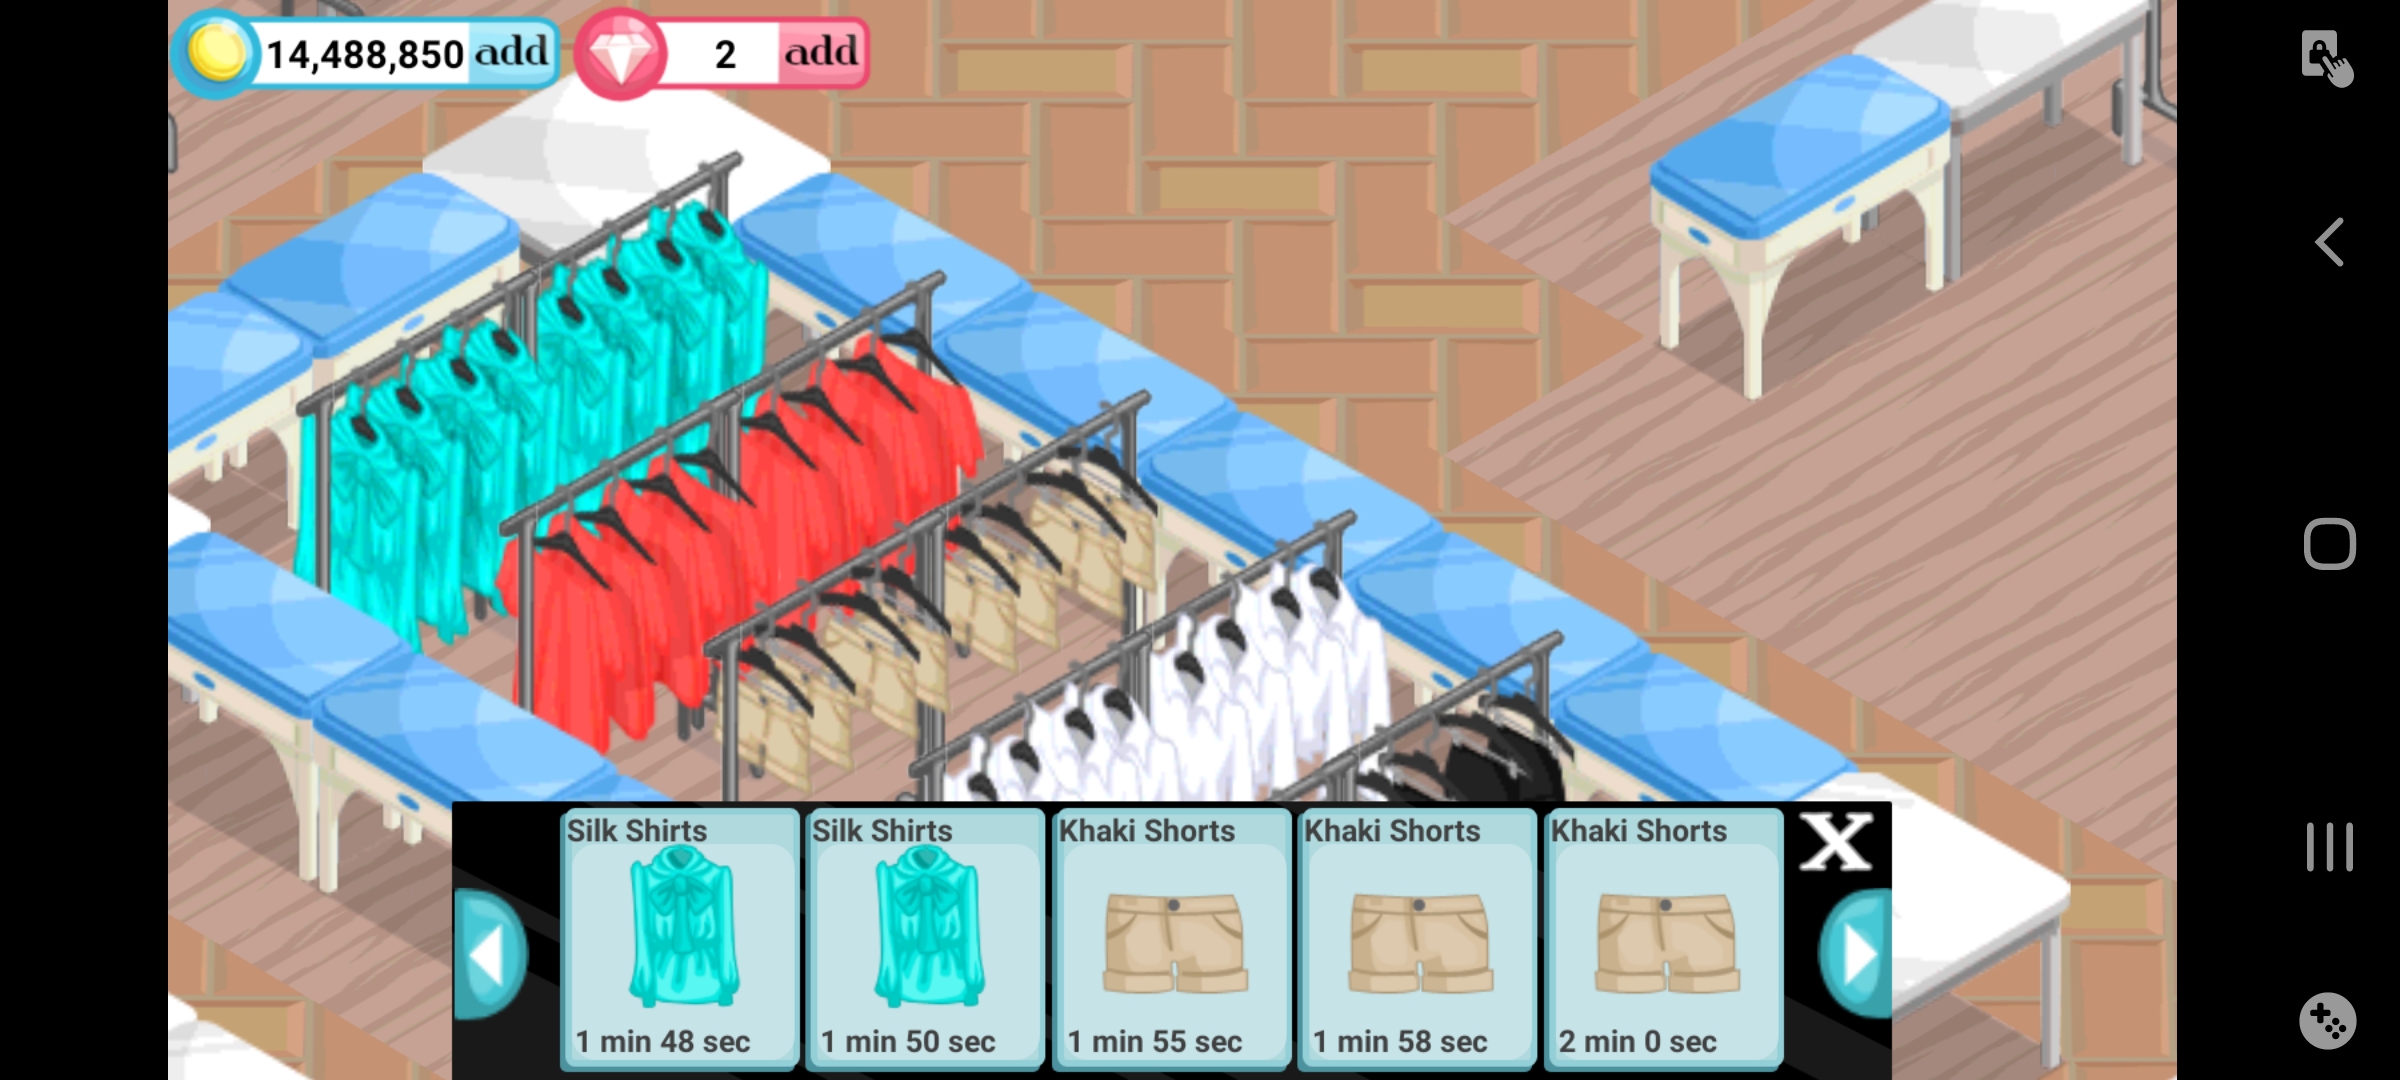 14,488,850 add 2 add
Silk Shirts Silk Shirts Khaki Shorts Khaki Shorts Khaki Shorts X
1 min 48 sec 1 min 50 sec 1 min 55 sec 1 min 58 sec 2 min 0 sec